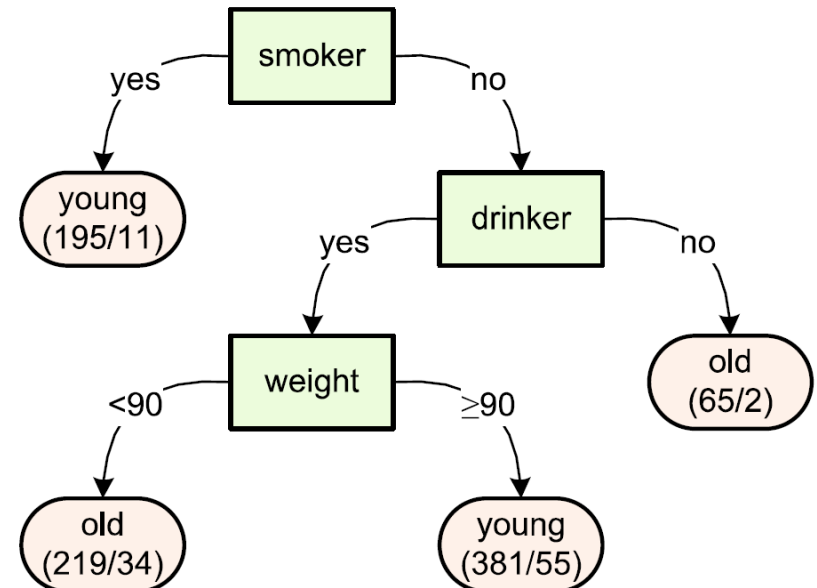 smoker
yes
no
young
(195/11)
drinker
yes
no
weight
old
(65/2)
<90
≥90
old
(219/34)
young
(381/55)